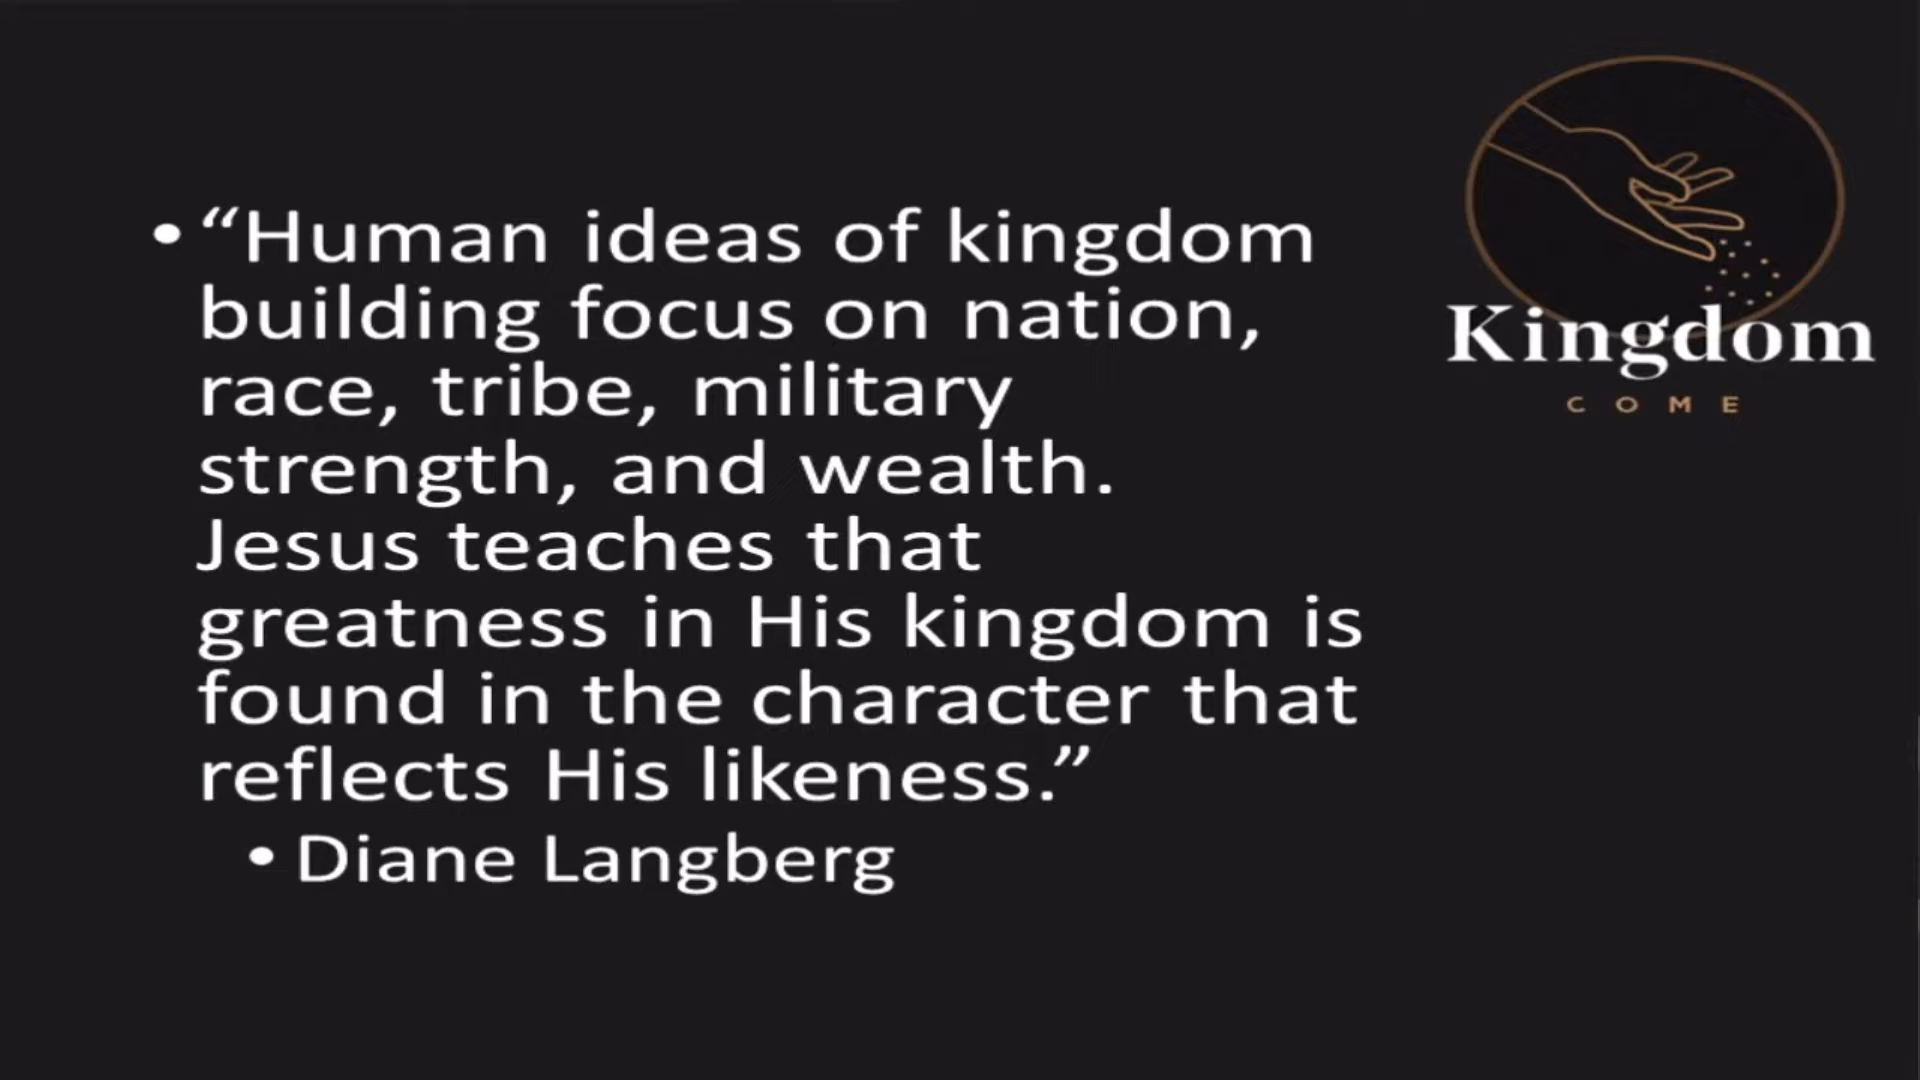 • “Human ideas of kingdom
building focus on nation,
race, tribe, military
strength, and wealth.
Jesus teaches that
greatness in His kingdom is
found in the character that
reflects His likeness.”
• Diane Langberg
Kingdom
COME